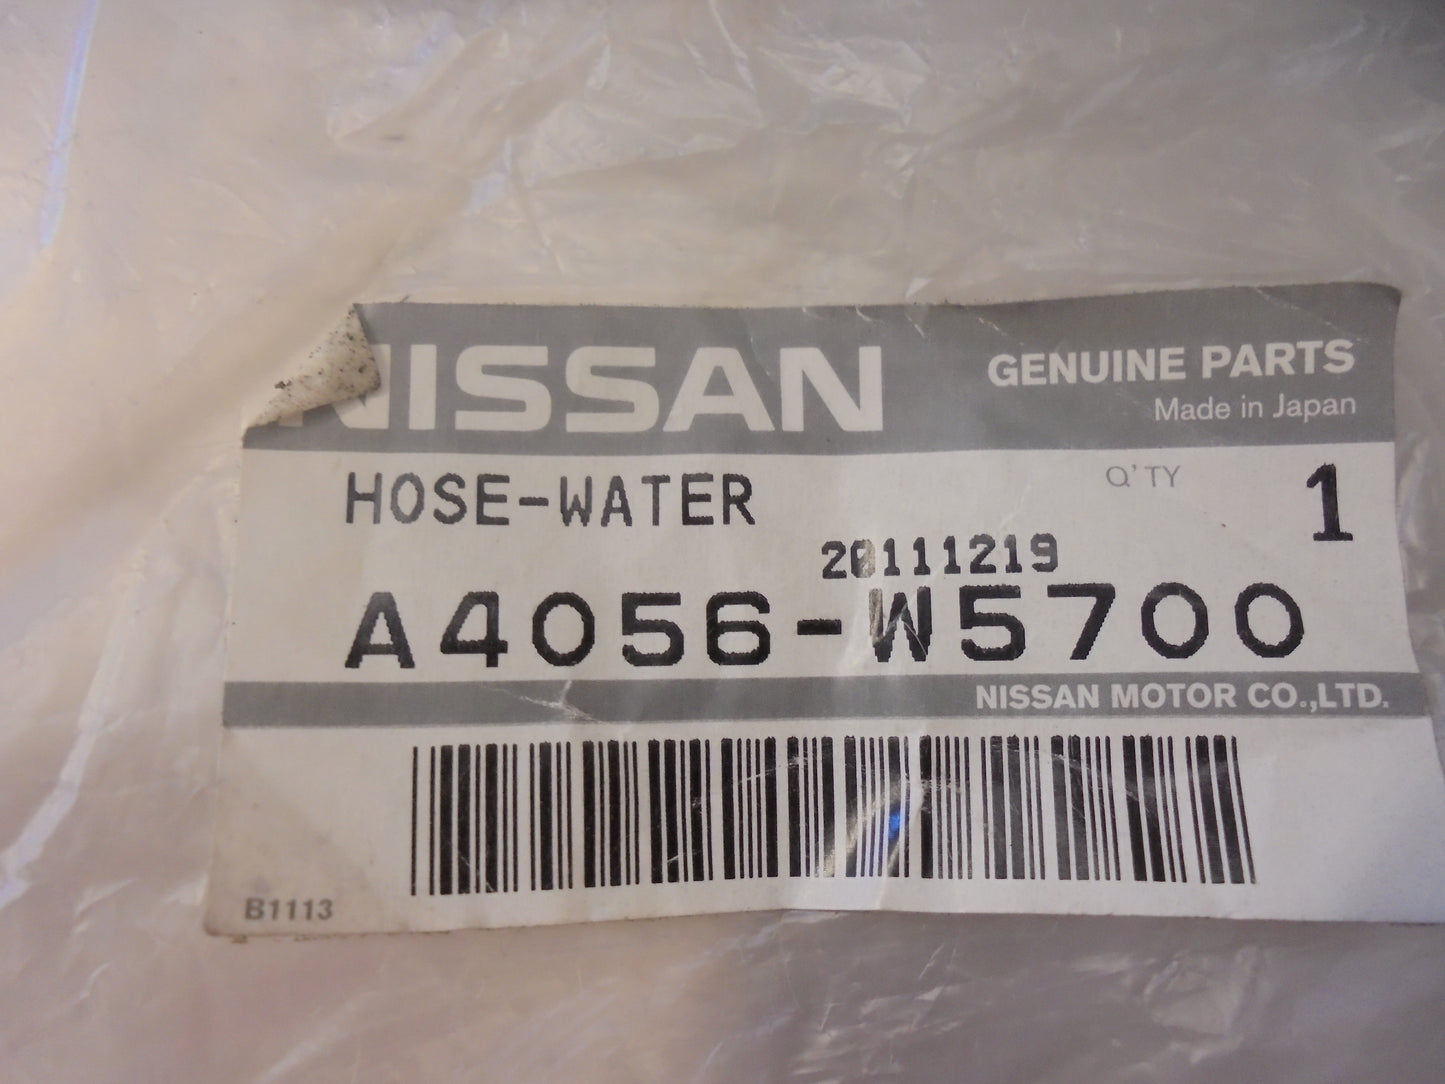 NISSAN
GENUINE PARTS
Made in Japan
HOSE-WATER
Q'TY 1
20111219
A4056-W5700
NISSAN MOTOR CO.,LTD.
B1113